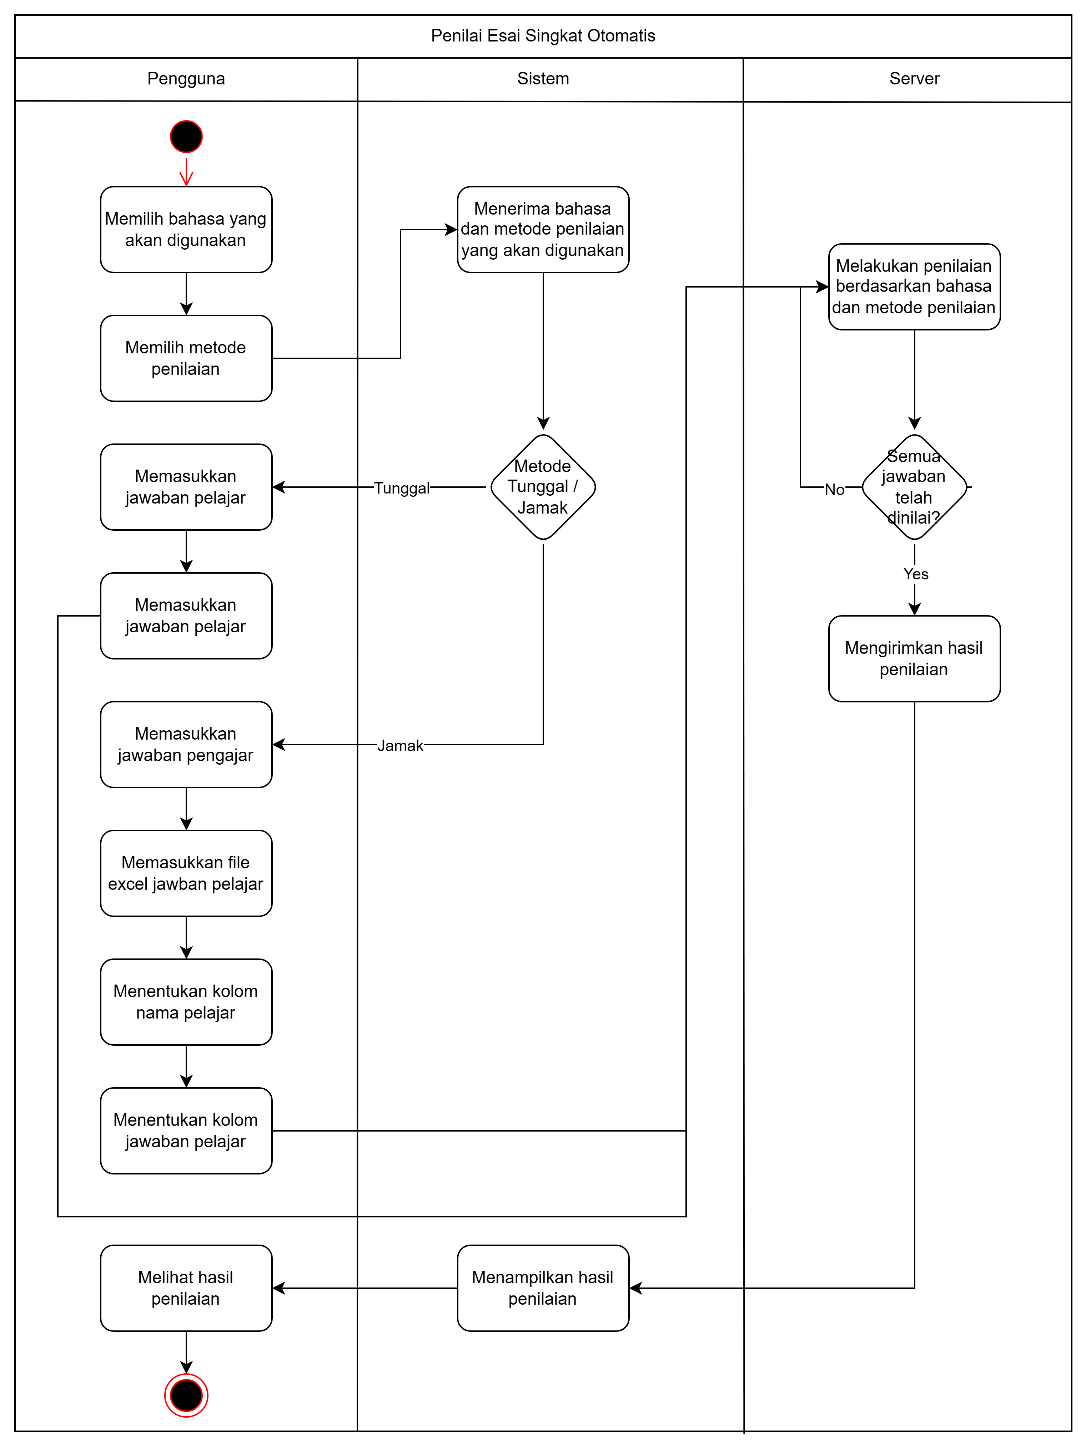 Penilai Esai Singkat Otomatis
Pengguna
Sistem
Server
Memilih bahasa yang
akan digunakan
Menerima bahasa
dan metode penilaian
yang akan digunakan
Melakukan penilaian
berdasarkan bahasa
dan metode penilaian
Memilih metode
penilaian
Memasukkan
jawaban pelajar
Tunggal
Metode
Tunggal /
Jamak
No
Semua
jawaban
telah
dinilai?
Yes
Memasukkan
jawaban pelajar
Mengirimkan hasil
penilaian
Memasukkan
jawaban pengajar
Jamak
Memasukkan file
excel jawban pelajar
Menentukan kolom
nama pelajar
Menentukan kolom
jawaban pelajar
Melihat hasil
penilaian
Menampilkan hasil
penilaian